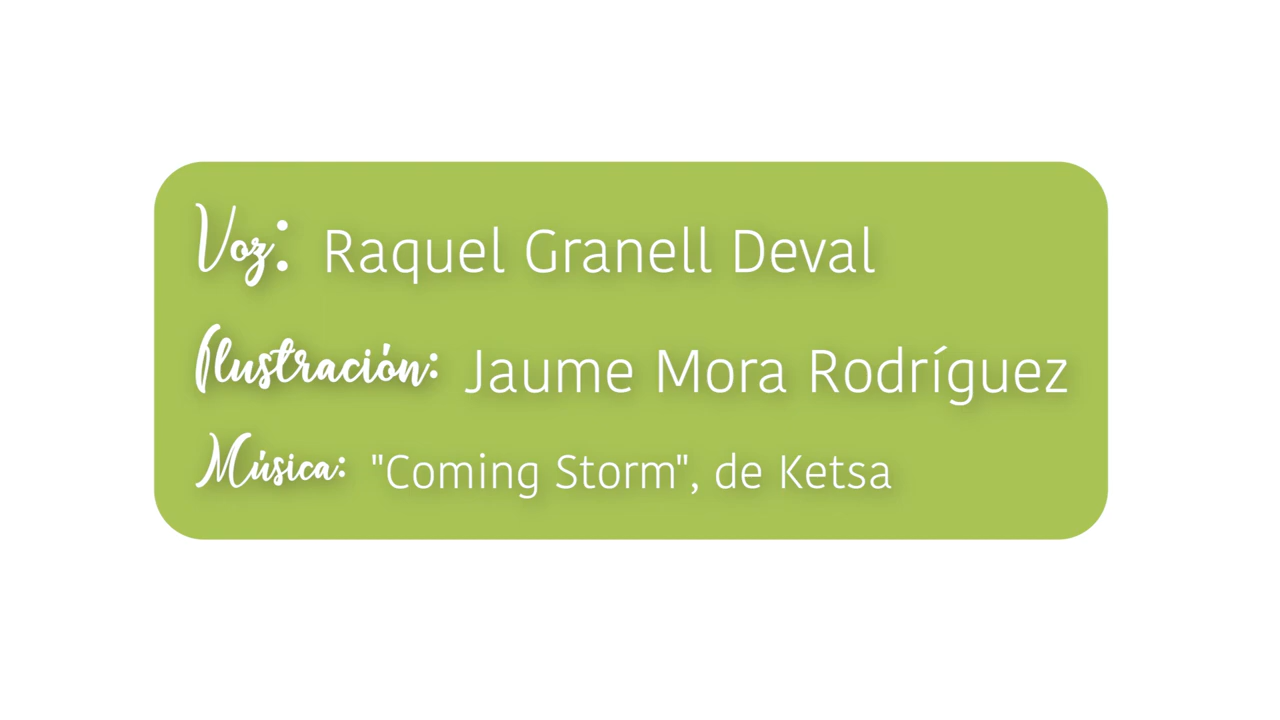 Voz: Raquel Granell Deval
Ilustración: Jaume Mora Rodríguez
Música: "Coming Storm", de Ketsa